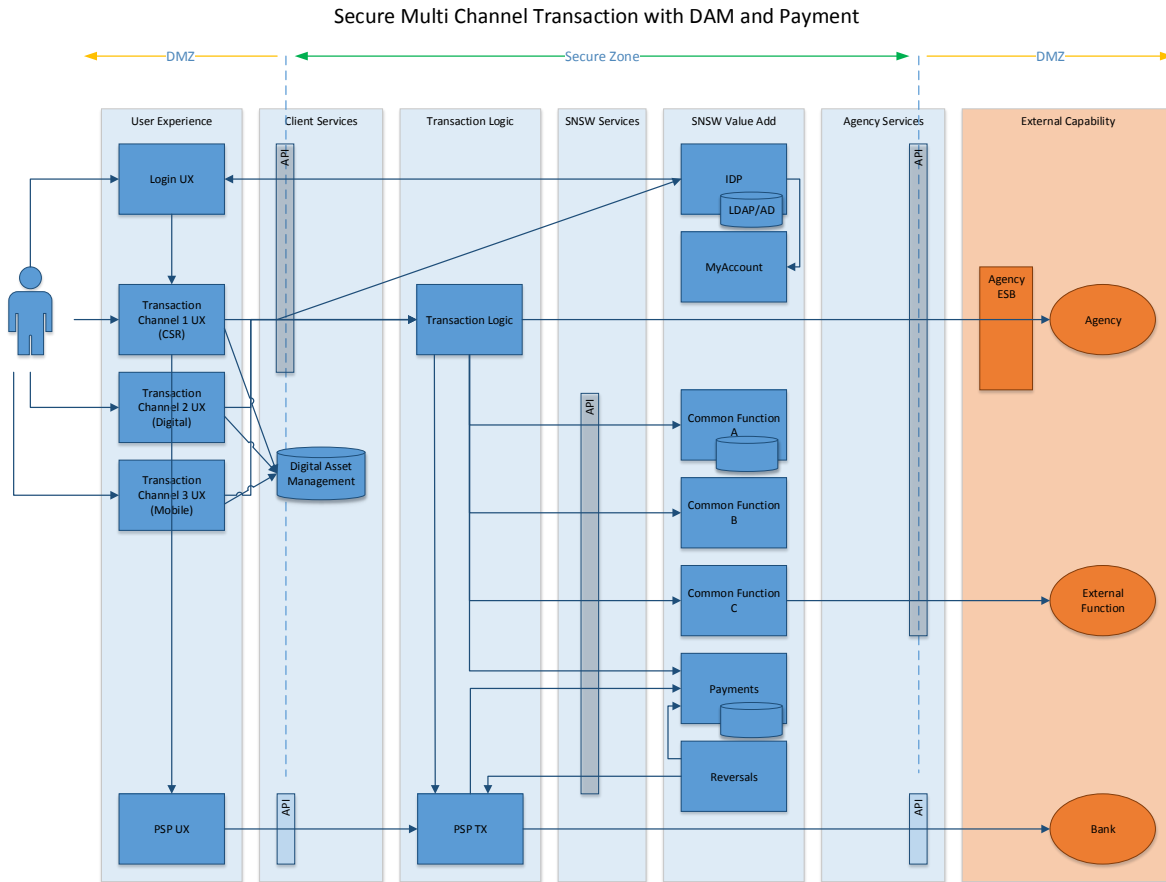 Secure Multi Channel Transaction with DAM and Payment
DMZ
Secure Zone
DMZ
User Experience
Client Services
Transaction Logic
SNSW Services
SNSW Value Add
Agency Services
External Capability
API
API
Login UX
IDP
LDAP/AD
MyAccount
Agency
ESB
Transaction
Channel 1 UX
(CSR)
Transaction Logic
Agency
Transaction
Channel 2 UX
(Digital)
API
Common Function
A
Digital Asset
Management
Transaction
Channel 3 UX
(Mobile)
Common Function
B
Common Function
C
External
Function
Payments
Reversals
PSP UX
API
PSP TX
API
Bank